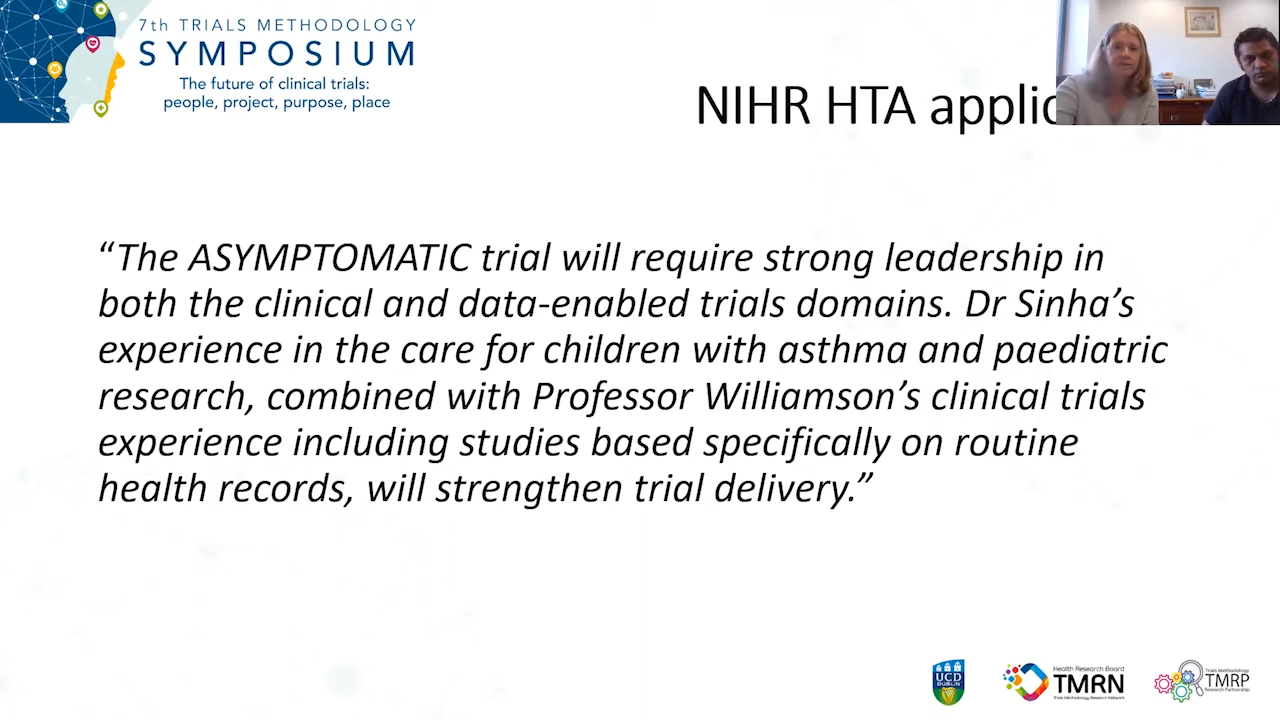 7th TRIALS METHODOLOGY
SYMPOSIUM
The future of clinical trials:
people, project, purpose, place
NIHR HTA applic
“The ASYMPTOMATIC trial will require strong leadership in
both the clinical and data-enabled trials domains. Dr Sinha’s
experience in the care for children with asthma and paediatric
research, combined with Professor Williamson’s clinical trials
experience including studies based specifically on routine
health records, will strengthen trial delivery.”
UCD
DUBLIN
Health Research Board
TMRN
Trials Methodology Research Network
Trials Methodology
TMRP
Research Partnership